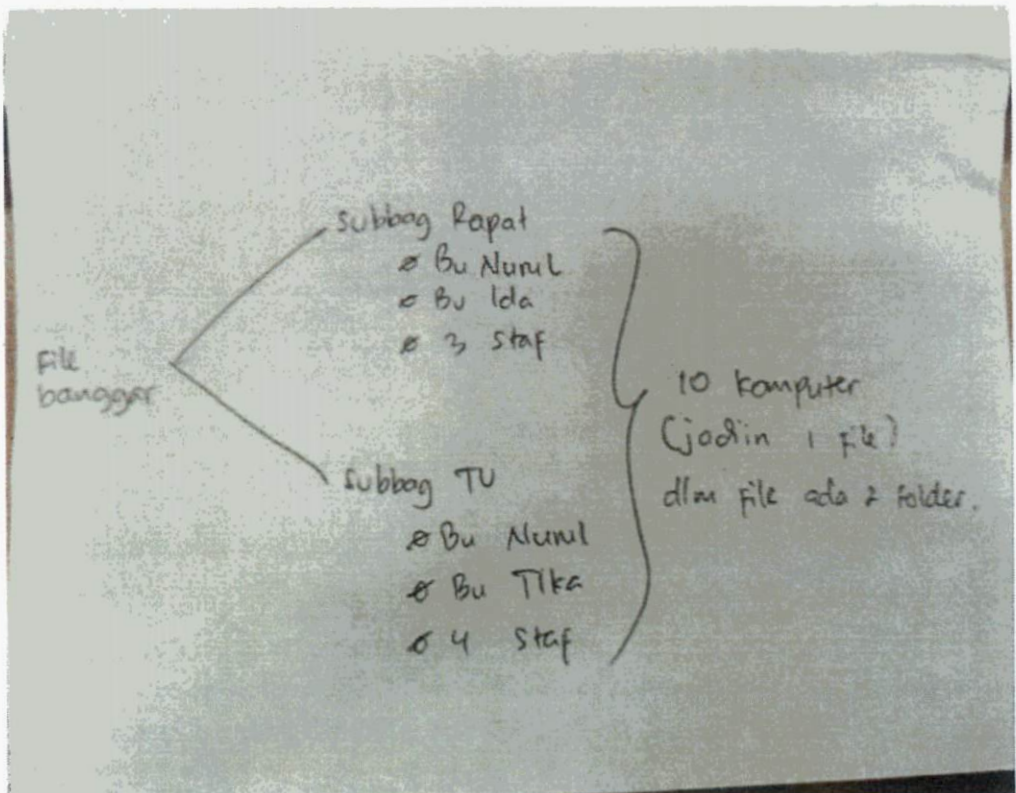 File
banggar
Subbag Rapat
Bu Nurul
Bu Ida
3 Staf
Subbag TU
Bu Nurul
Bu Tika
4 Staf
10 komputer
(jadiin 1 file)
dlm file ada 2 folder.